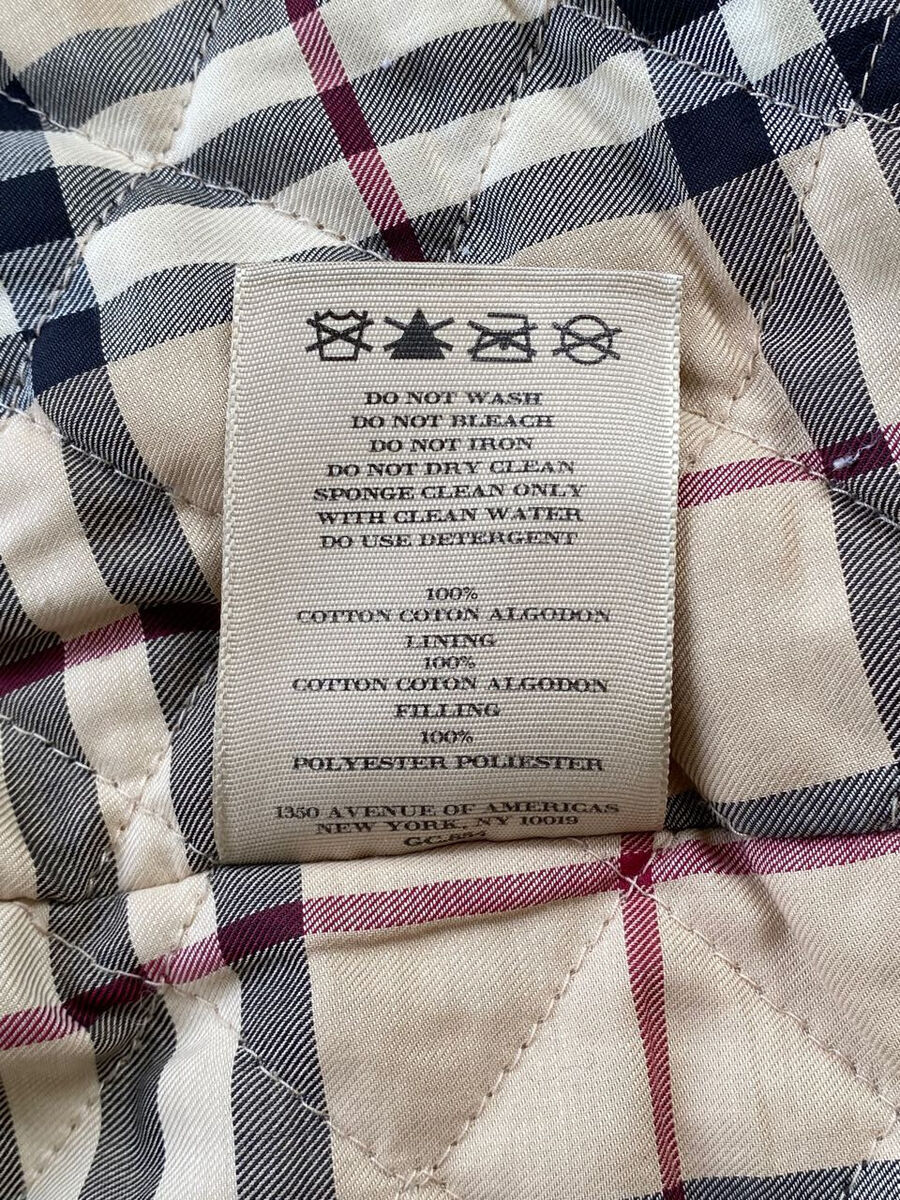 DO NOT WASH
DO NOT BLEACH
DO NOT IRON
DO NOT DRY CLEAN
SPONGE CLEAN ONLY
WITH CLEAN WATER
DO USE DETERGENT
100%
COTTON COTON ALGODON
LINING
100%
COTTON COTON ALGODON
FILLING
100%
POLYESTER POLIESTER
1350 AVENUE OF AMERICAS
NEW YORK, NY 10019